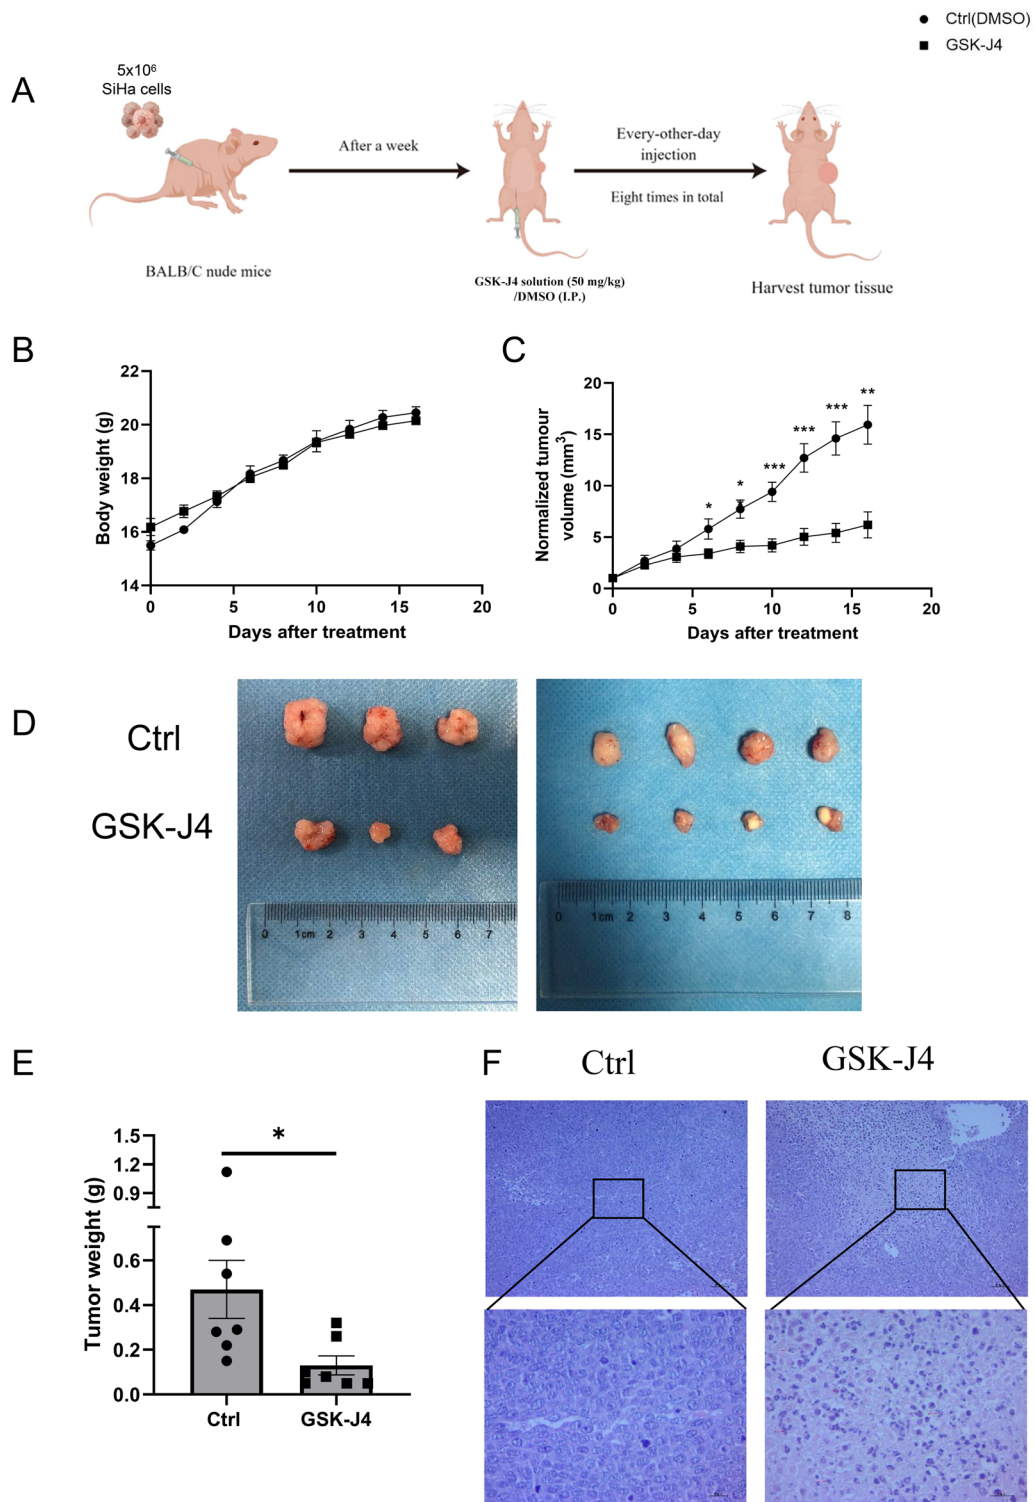 Ctrl(DMSO)
GSK-J4
A
5x10⁶
SiHa cells
After a week
Every-other-day
injection
Eight times in total
BALB/C nude mice
GSK-J4 solution (50 mg/kg)
/DMSO (I.P.)
Harvest tumor tissue
B
Body weight (g)
22
20
18
16
14
0
5
10
15
20
Days after treatment
C
Normalized tumour
volume (mm³)
20
15
10
5
0
*
*
***
***
***
**
0
5
10
15
20
Days after treatment
D
Ctrl
GSK-J4
0 1cm 2 3 4 5 6 7
0 1cm 2 3 4 5 6 7 8
E
Tumor weight (g)
1.5
1.2
0.9
0.6
0.4
0.2
0.0
*
Ctrl
GSK-J4
F
Ctrl
GSK-J4